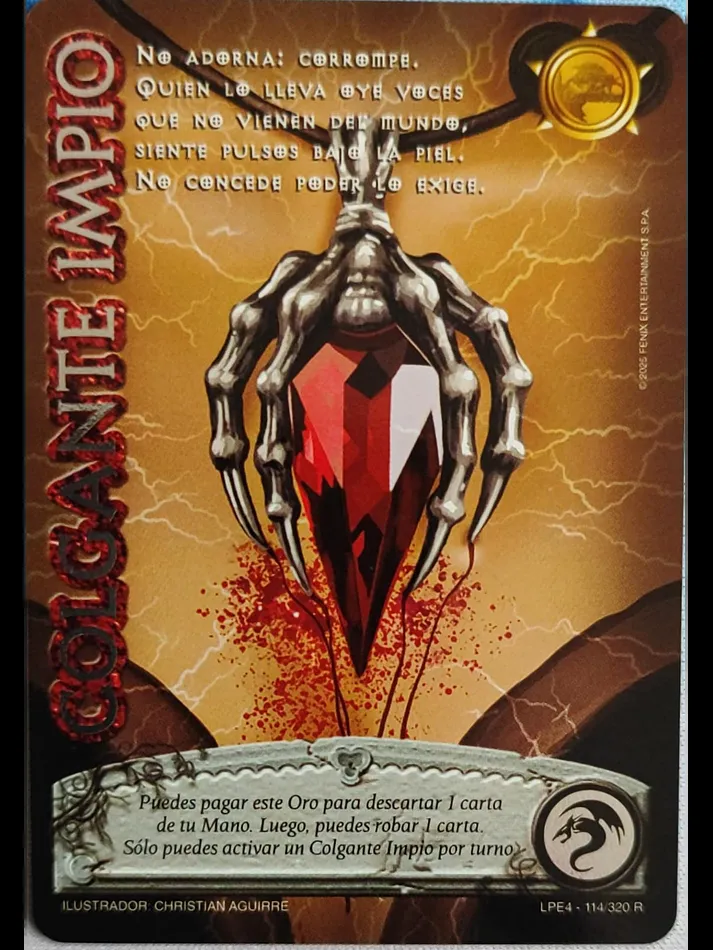 COLGANTE IMPIO
No adorna: corrompe.
Quien lo lleva oye voces
que no vienen del mundo,
siente pulsos bajo la piel.
No concede poder lo exige.
© 2025 FENIX ENTERTAINMENT S.P.A.
Puedes pagar este Oro para descartar 1 carta
de tu Mano. Luego, puedes robar 1 carta.
Sólo puedes activar un Colgante Impio por turno.
ILUSTRADOR: CHRISTIAN AGUIRRE
LPE4 - 114/320 R